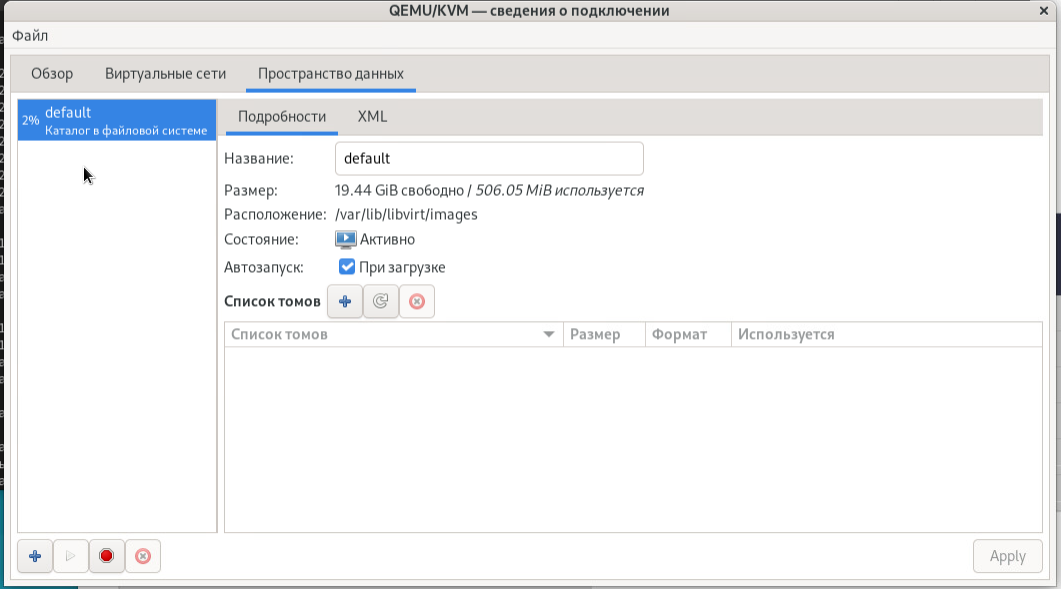 QEMU/KVM — сведения о подключении
Файл
Обзор Виртуальные сети Пространство данных
2% default
Каталог в файловой системе
Подробности XML
Название: default
Размер: 19.44 GiB свободно / 506.05 MiB используется
Расположение: /var/lib/libvirt/images
Состояние: Активно
Автозапуск: При загрузке
Список томов
Список томов Размер Формат Используется
Apply